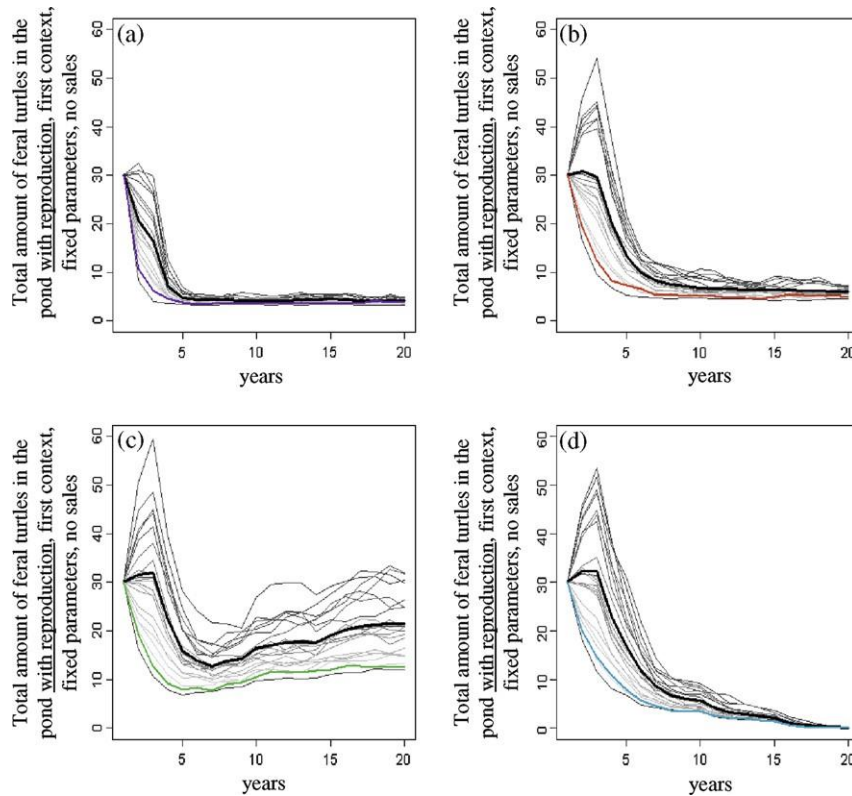 (a)
Total amount of feral turtles in the
pond with reproduction, first context,
fixed parameters, no sales
60
50
40
30
20
10
0
5
10
15
20
years
(b)
Total amount of feral turtles in the
pond with reproduction, first context,
fixed parameters, no sales
60
50
40
30
20
10
0
5
10
15
20
years
(c)
Total amount of feral turtles in the
pond with reproduction, first context,
fixed parameters, no sales
60
50
40
30
20
10
0
5
10
15
20
years
(d)
Total amount of feral turtles in the
pond with reproduction, first context,
fixed parameters, no sales
60
50
40
30
20
10
0
5
10
15
20
years